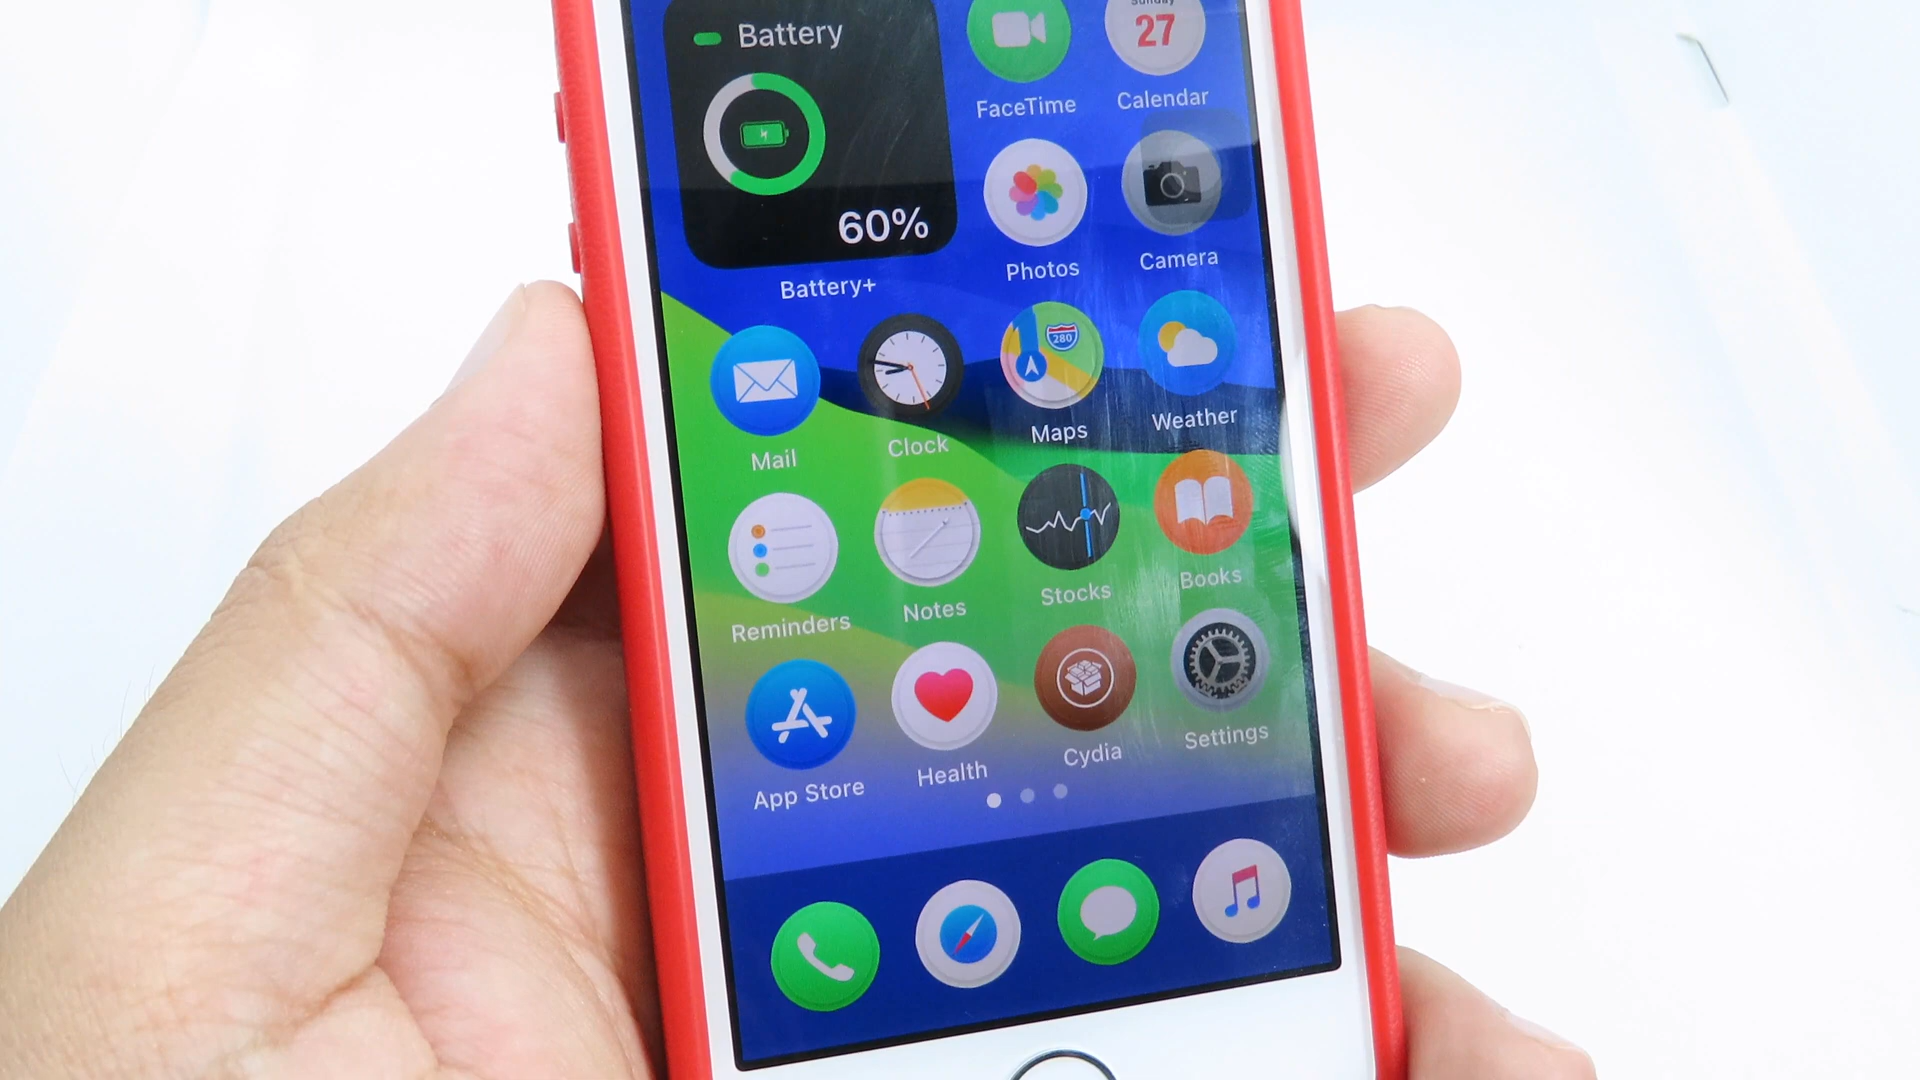 Battery
60%
Battery+
FaceTime
Sunday
27
Calendar
Photos
Camera
Mail
Clock
280
Maps
Weather
Reminders
Notes
Stocks
Books
App Store
Health
Cydia
Settings